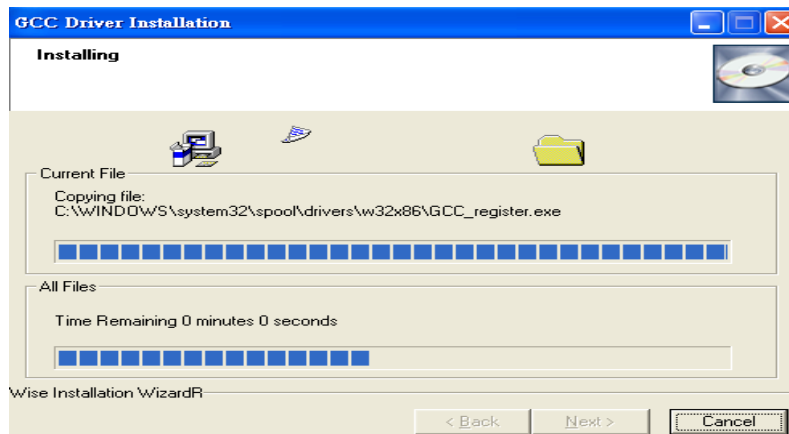 GCC Driver Installation
Installing
Current File
Copying file:
C:\WINDOWS\system32\spool\drivers\w32x86\GCC_register.exe
All Files
Time Remaining 0 minutes 0 seconds
Wise Installation WizardR
< Back
Next >
Cancel